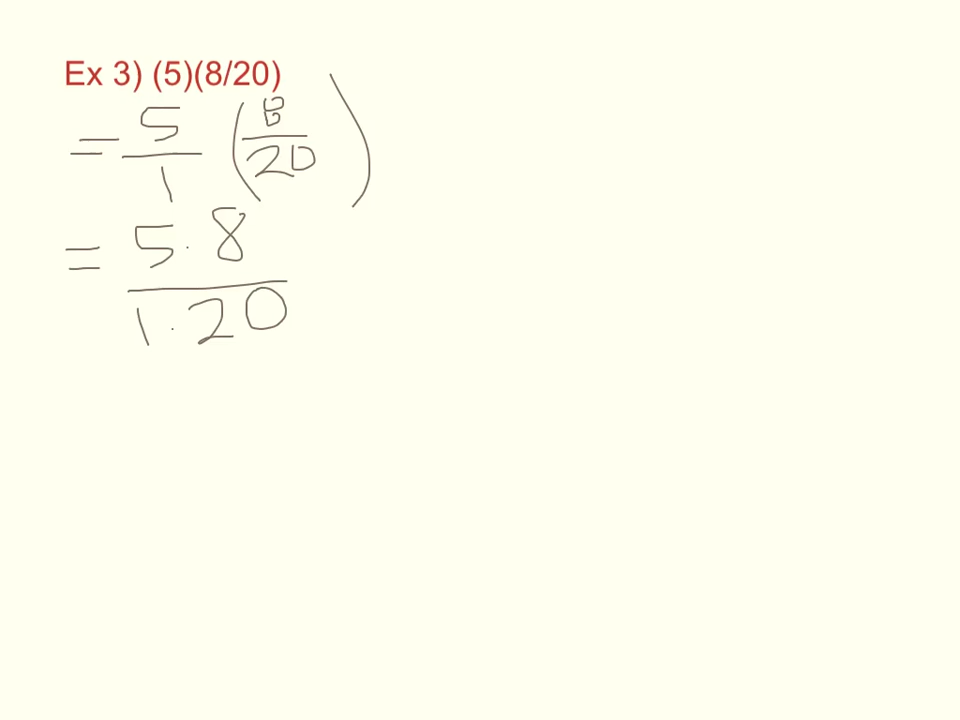 Ex 3) (5)(8/20)
= 5/1 (8/20)
= 5·8/1·20